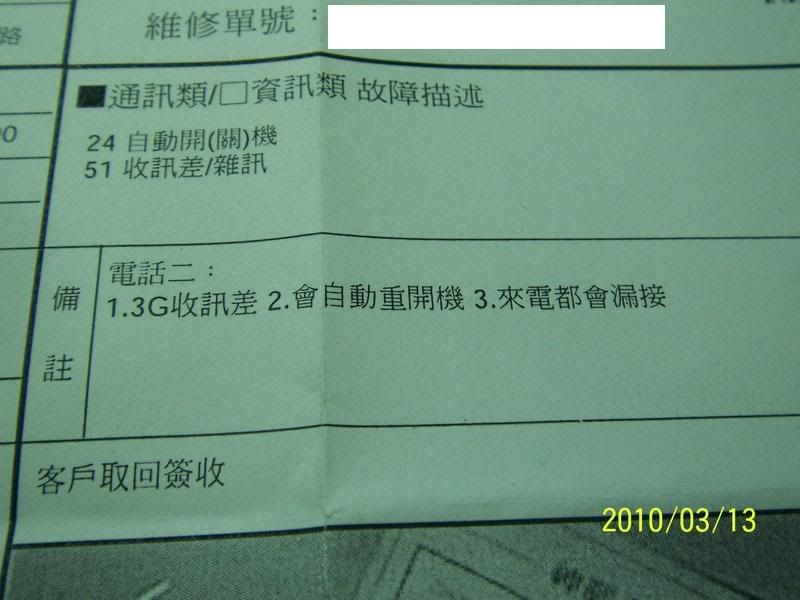 路
維修單號：
■通訊類/□資訊類 故障描述
24 自動開(關)機
51 收訊差/雜訊
備註
電話二：
1.3G收訊差 2.會自動重開機 3.來電都會漏接
客戶取回簽收
2010/03/13